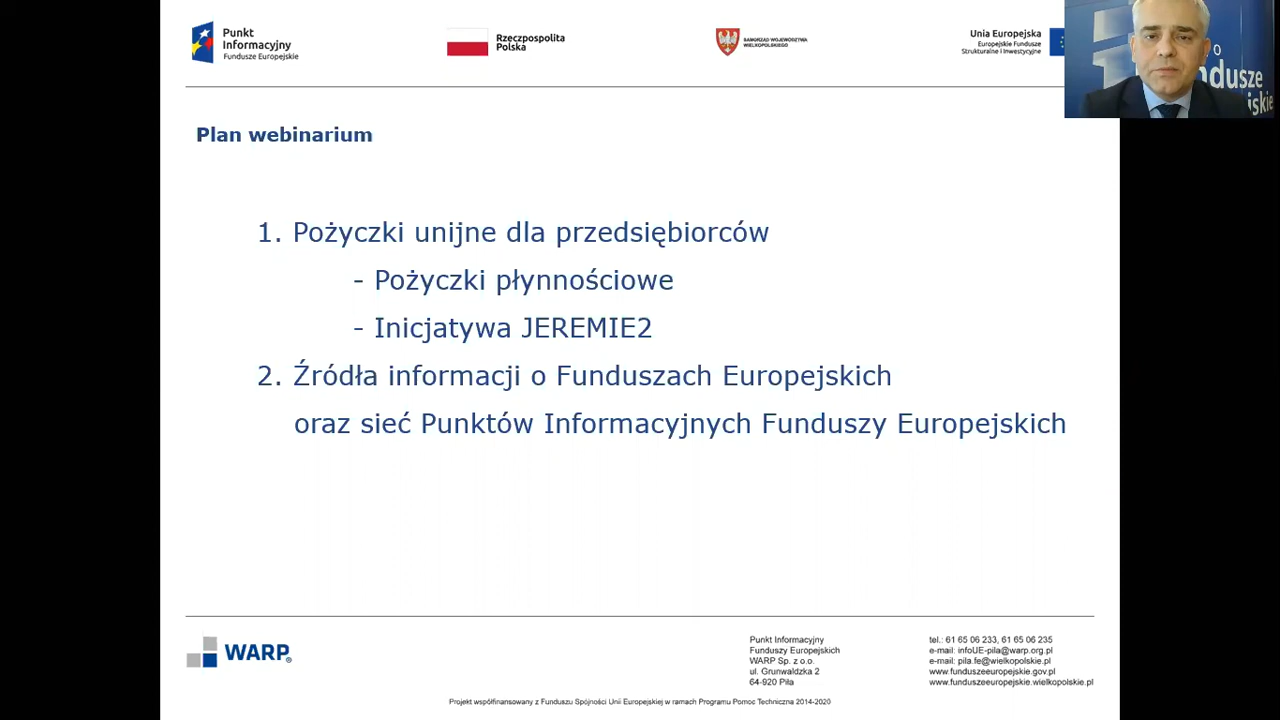 Punkt
Informacyjny
Fundusze Europejskie
Rzeczpospolita
Polska
SAMORZĄD WOJEWÓDZTWA
WIELKOPOLSKIEGO
Unia Europejska
Europejskie Fundusze
Strukturalne i Inwestycyjne
Plan webinarium
1. Pożyczki unijne dla przedsiębiorców
- Pożyczki płynnościowe
- Inicjatywa JEREMIE2
2. Źródła informacji o Funduszach Europejskich
oraz sieć Punktów Informacyjnych Funduszy Europejskich
WARP
Punkt Informacyjny
Funduszy Europejskich
WARP Sp. z o.o.
ul. Grunwaldzka 2
64-920 Piła
tel.: 61 65 06 233, 61 65 06 235
e-mail: infoUE-pila@warp.org.pl
e-mail: pila.fe@wielkopolskie.pl
www.funduszeeuropejskie.gov.pl
www.funduszeeuropejskie.wielkopolskie.pl
Projekt współfinansowany z Funduszu Spójności Unii Europejskiej w ramach Programu Pomoc Techniczna 2014-2020